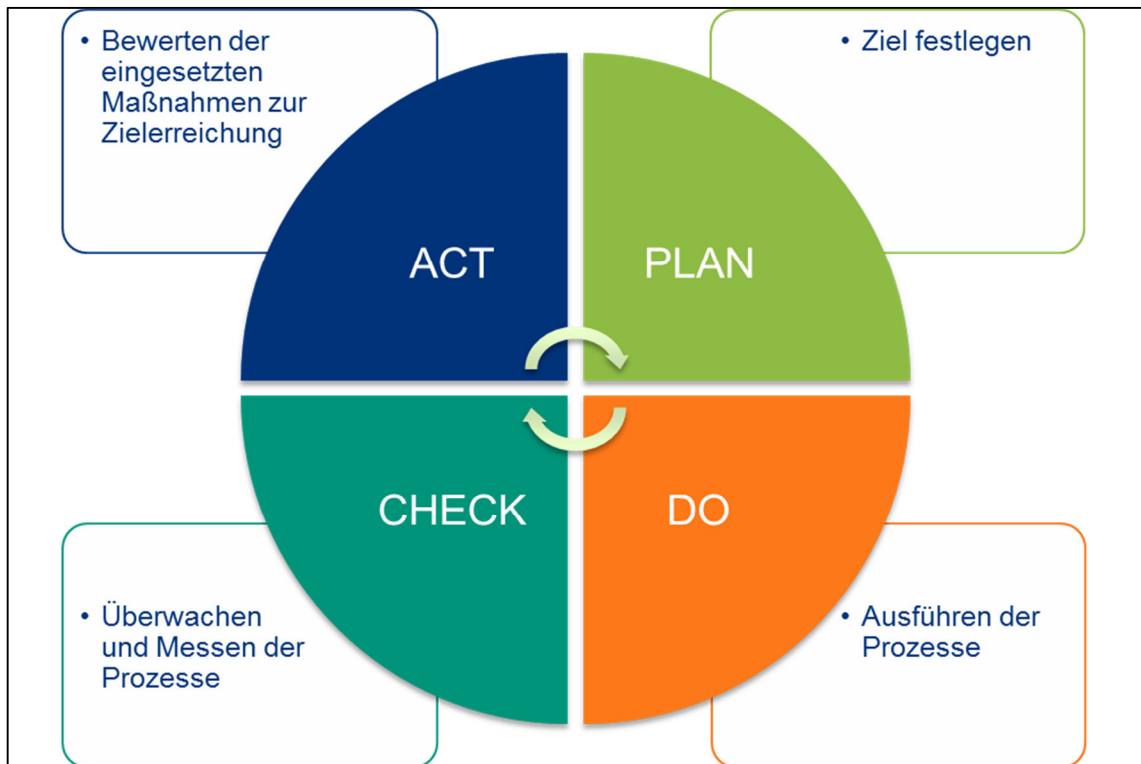 • Bewerten der
eingesetzten
Maßnahmen zur
Zielerreichung
• Ziel festlegen
ACT
PLAN
CHECK
DO
• Überwachen
und Messen der
Prozesse
• Ausführen der
Prozesse